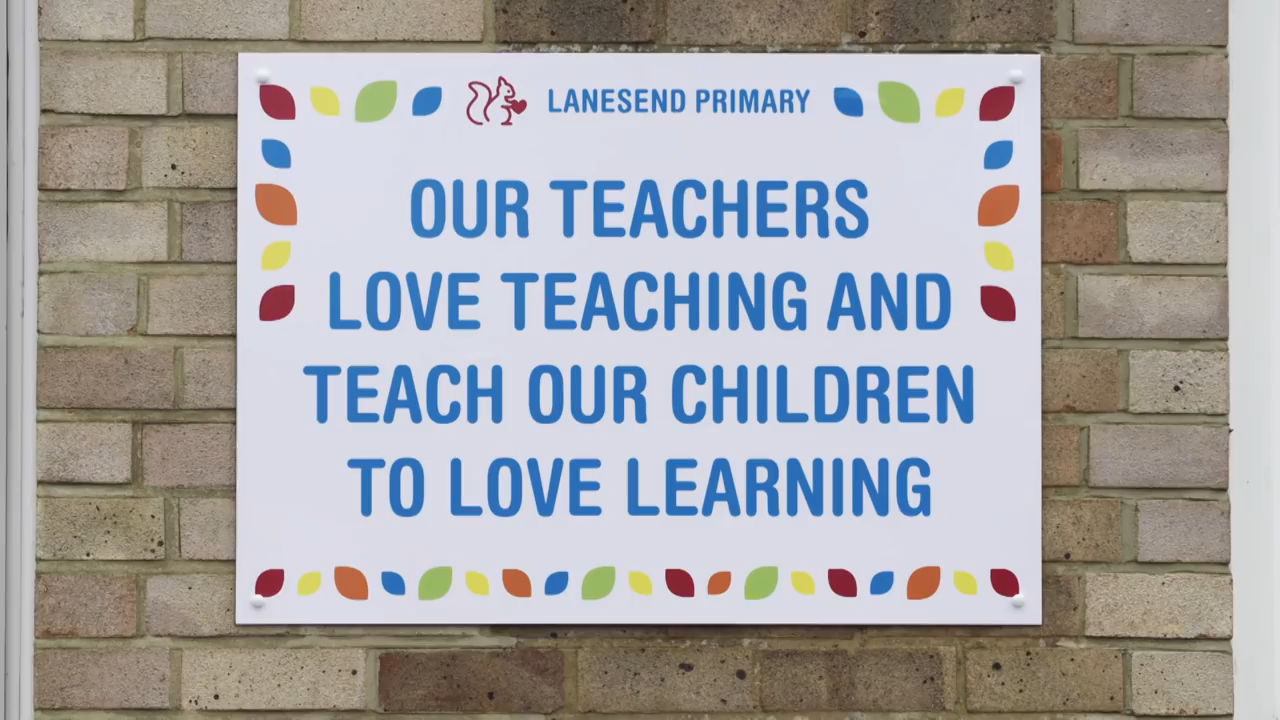 LANESEND PRIMARY
OUR TEACHERS
LOVE TEACHING AND
TEACH OUR CHILDREN
TO LOVE LEARNING